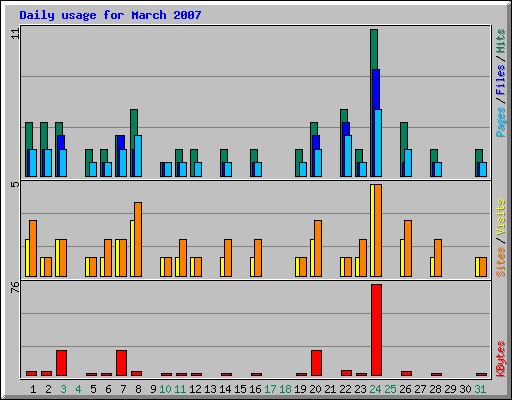 Daily usage for March 2007
11
5
76
Pages / Files / Hits
Sites / Visits
KBytes
1 2 3 4 5 6 7 8 9 10 11 12 13 14 15 16 17 18 19 20 21 22 23 24 25 26 27 28 29 30 31